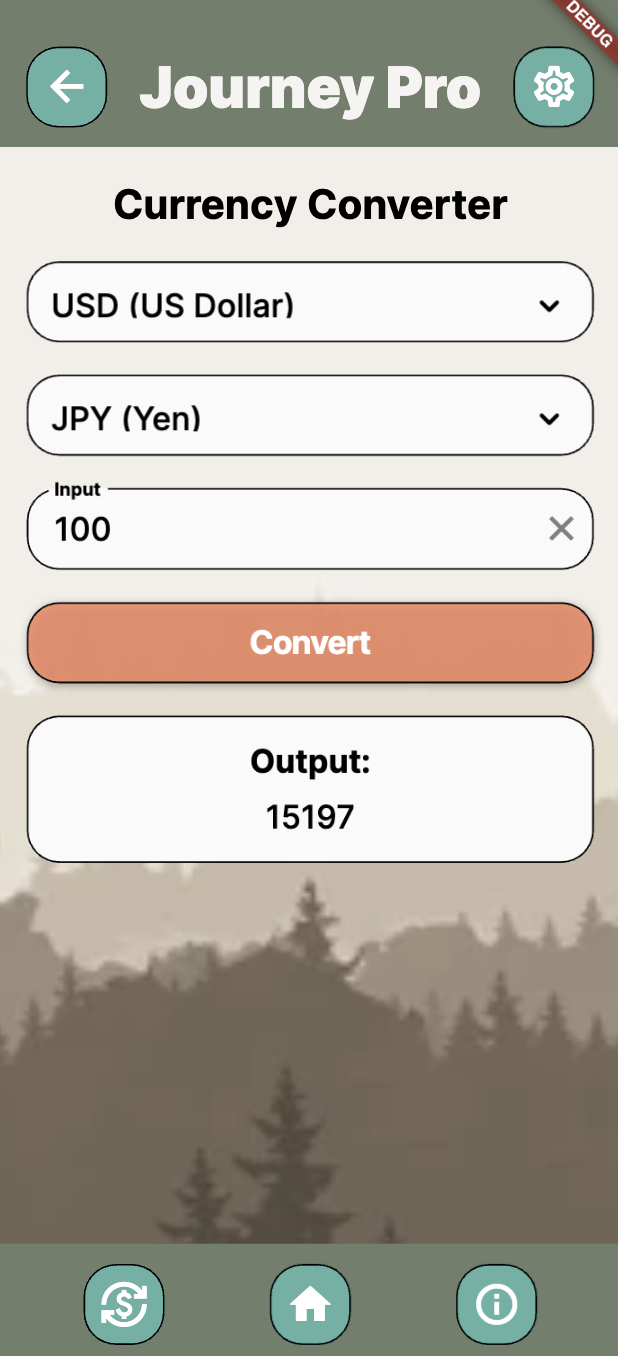 DEBUG
Journey Pro
Currency Converter
USD (US Dollar)
JPY (Yen)
Input
100
Convert
Output:
15197